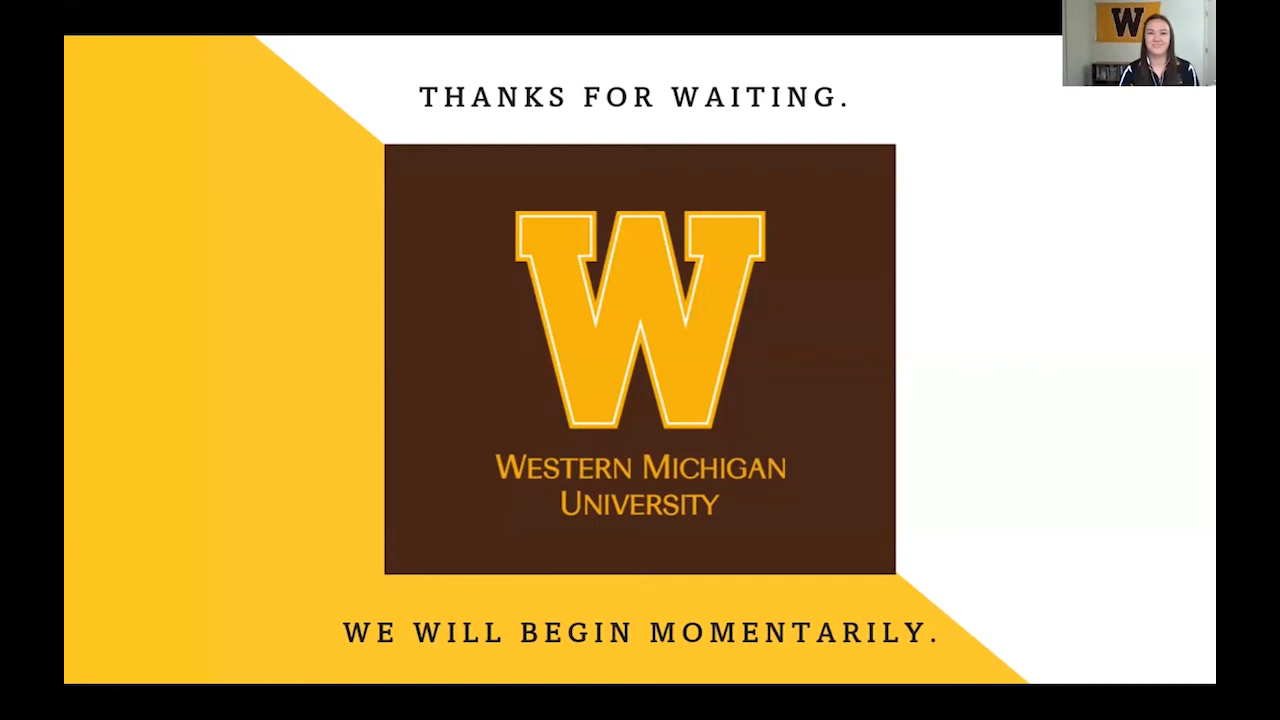 W
THANKS FOR WAITING.
W
WESTERN MICHIGAN
UNIVERSITY
WE WILL BEGIN MOMENTARILY.